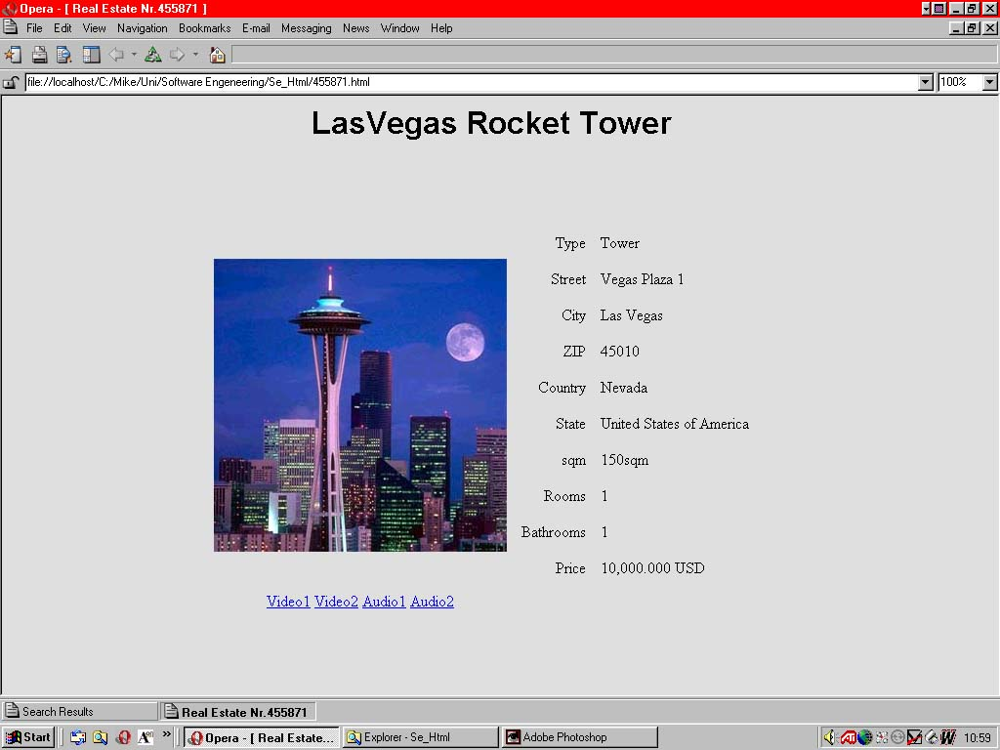 Opera - [ Real Estate Nr.455871 ]
File Edit View Navigation Bookmarks E-mail Messaging News Window Help
file://localhost/C:/Mike/Uni/Software Engeneering/Se_Html/455871.html 100%
LasVegas Rocket Tower
Type Tower
Street Vegas Plaza 1
City Las Vegas
ZIP 45010
Country Nevada
State United States of America
sqm 150sqm
Rooms 1
Bathrooms 1
Price 10,000.000 USD
Video1 Video2 Audio1 Audio2
Search Results Real Estate Nr.455871
Start » Opera - [ Real Estate... Explorer - Se_Html Adobe Photoshop 10:59